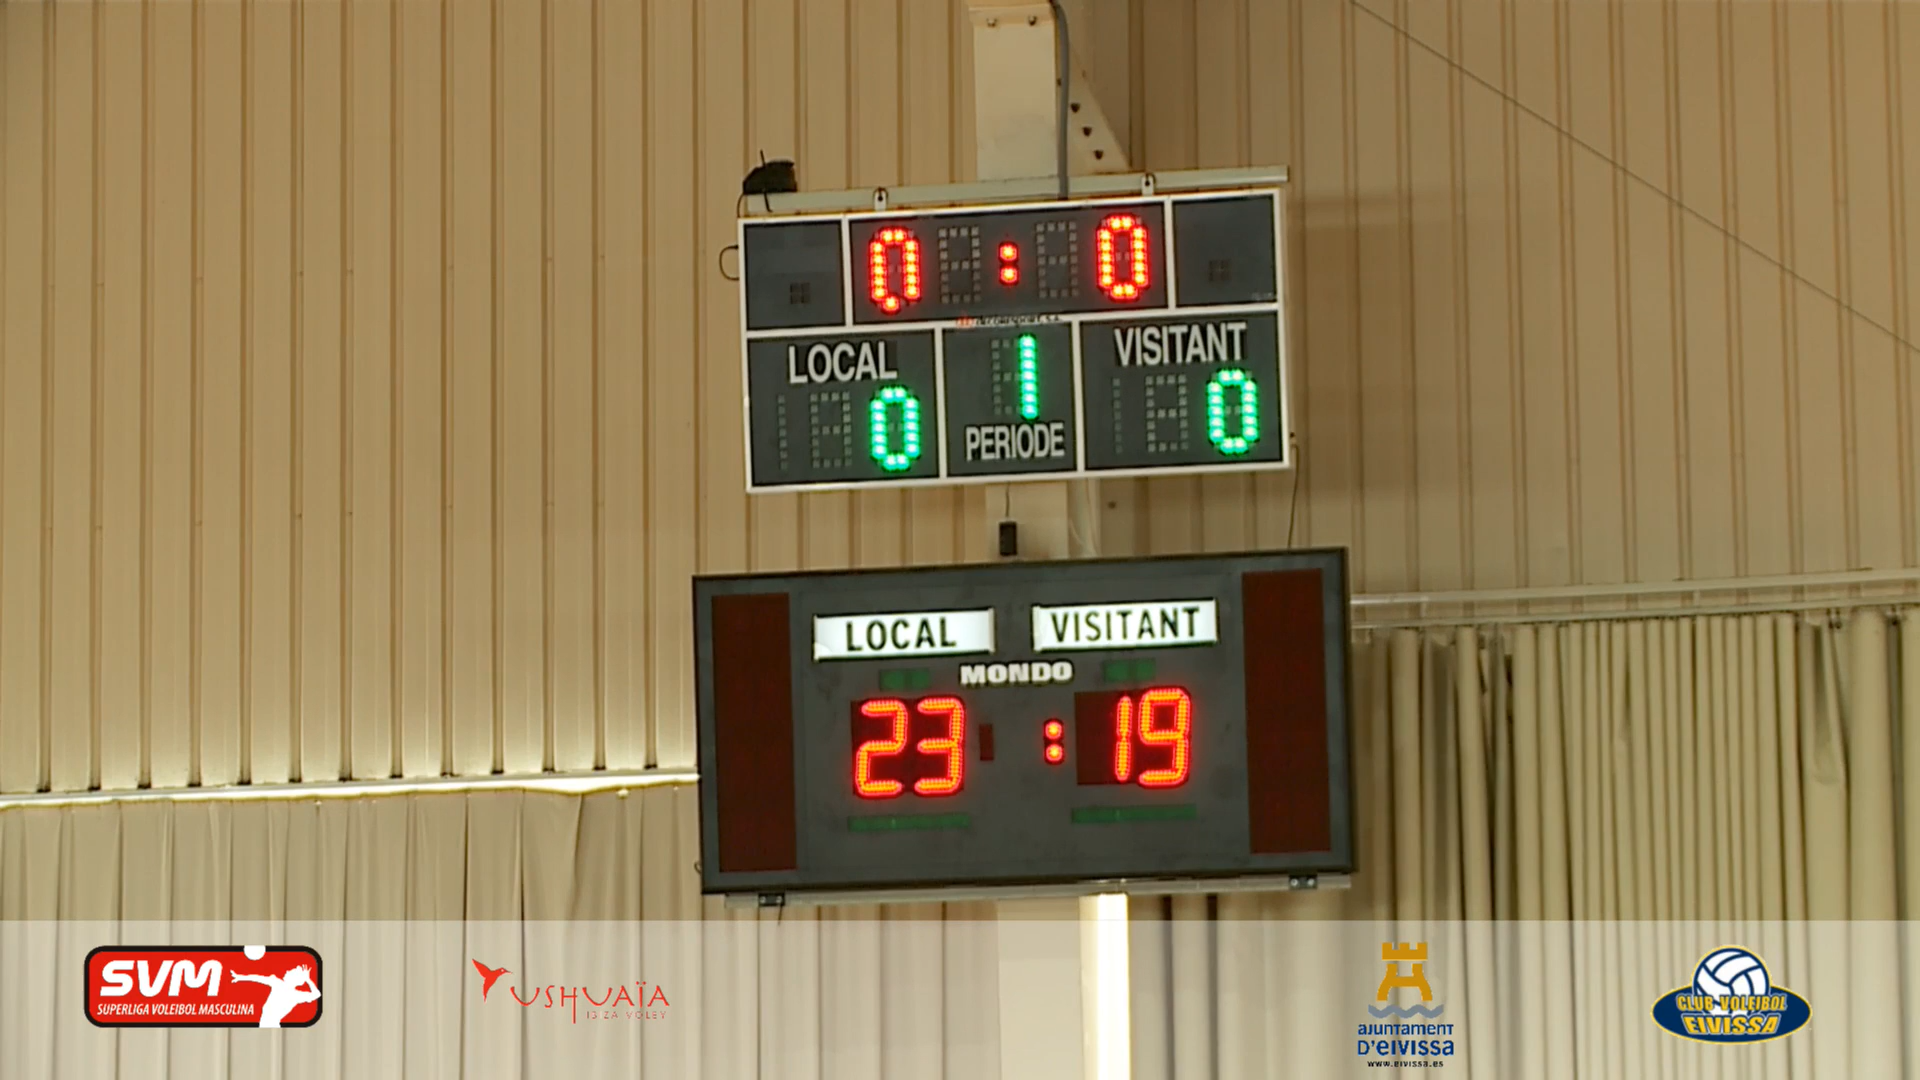 0 : 0
LOCAL
VISITANT
0
1
0
PERIODE
LOCAL
VISITANT
MONDO
23 : 19
SVM
SUPERLIGA VOLEIBOL MASCULINA
USHUAÏA
IBIZA VOLEY
ajuntament
D'eivissa
www.eivissa.es
CLUB VOLEIBOL
EIVISSA